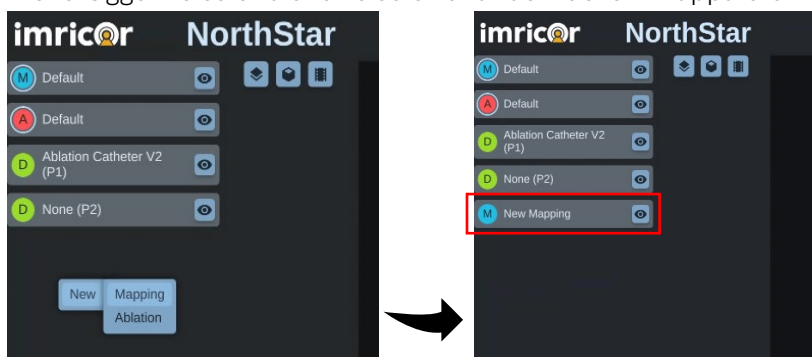 imricor NorthStar
M Default
A Default
D Ablation Catheter V2
(P1)
D None (P2)
New Mapping
Ablation
imricor NorthStar
M Default
A Default
D Ablation Catheter V2
(P1)
D None (P2)
M New Mapping